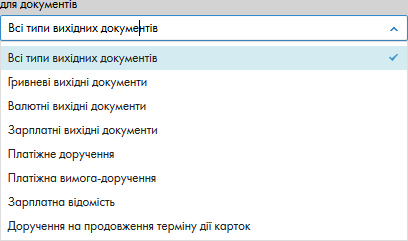 для документів
Всі типи вихідних документів
Всі типи вихідних документів
Гривневі вихідні документи
Валютні вихідні документи
Зарплатні вихідні документи
Платіжне доручення
Платіжна вимога-доручення
Зарплатна відомість
Доручення на продовження терміну дії карток